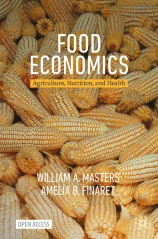 FOOD
ECONOMICS
Agriculture, Nutrition, and Health
WILLIAM A. MASTERS
AMELIA B. FINARET
OPEN ACCESS